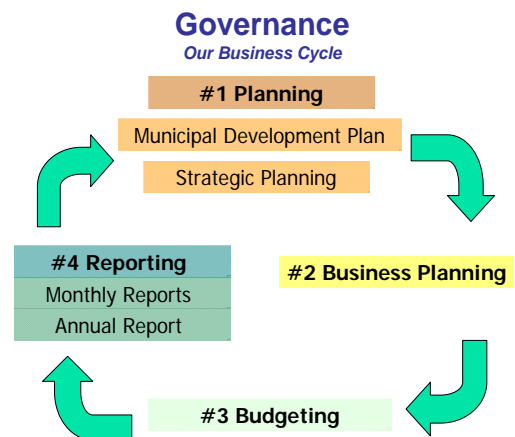 Governance
Our Business Cycle
#1 Planning
Municipal Development Plan
Strategic Planning
#2 Business Planning
#3 Budgeting
#4 Reporting
Monthly Reports
Annual Report